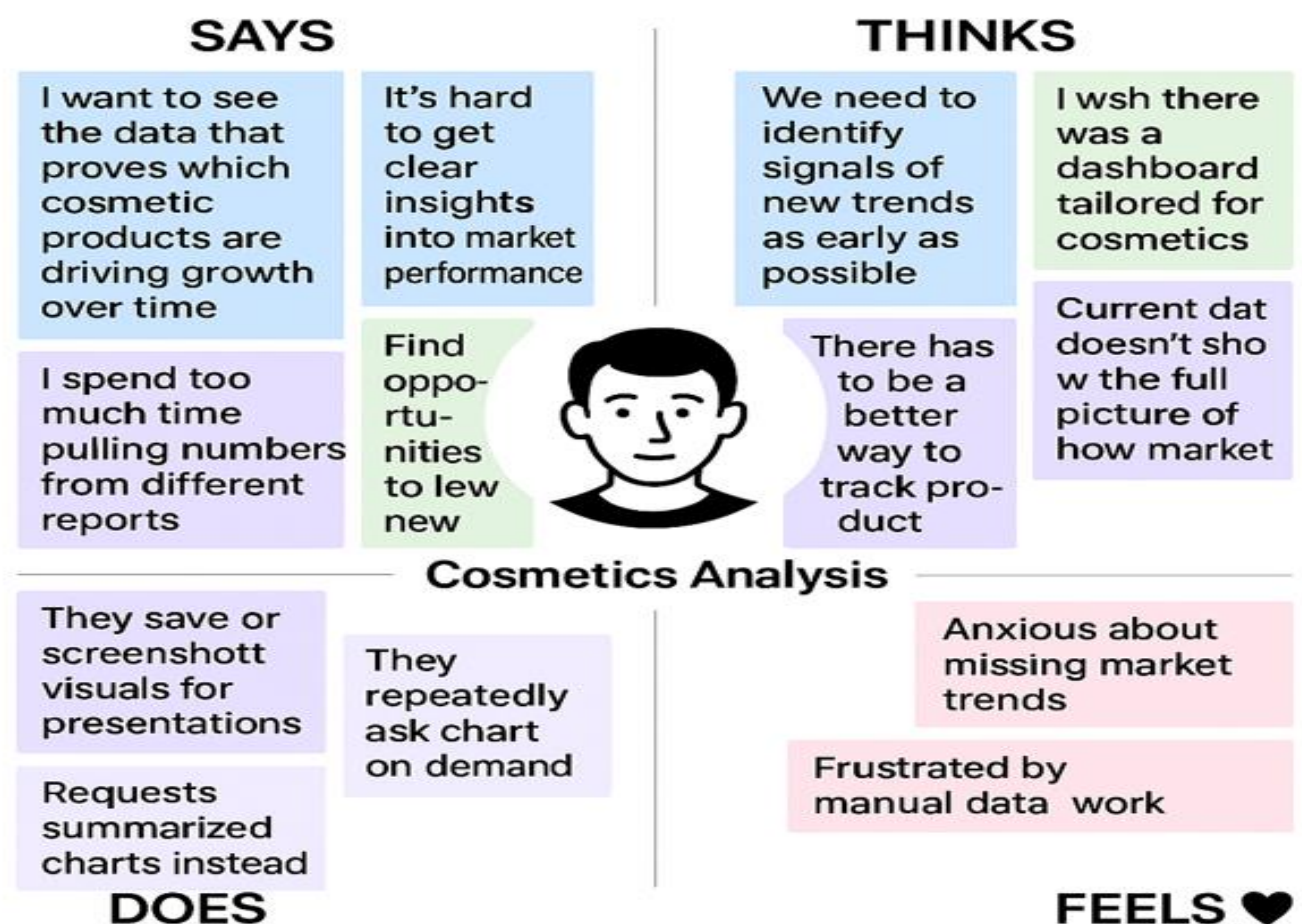 SAYS
I want to see
the data that
proves which
cosmetic
products are
driving growth
over time
It's hard
to get
clear
insights
into market
performance
I spend too
much time
pulling numbers
from different
reports
Find
oppo-
rtu-
nities
to lew
new
THINKS
We need to
identify
signals of
new trends
as early as
possible
I wsh there
was a
dashboard
tailored for
cosmetics
There has
to be a
better
way to
track pro-
duct
Current dat
doesn't sho
w the full
picture of
how market
Cosmetics Analysis
They save or
screenshott
visuals for
presentations
They
repeatedly
ask chart
on demand
Requests
summarized
charts instead
DOES
Anxious about
missing market
trends
Frustrated by
manual data work
FEELS